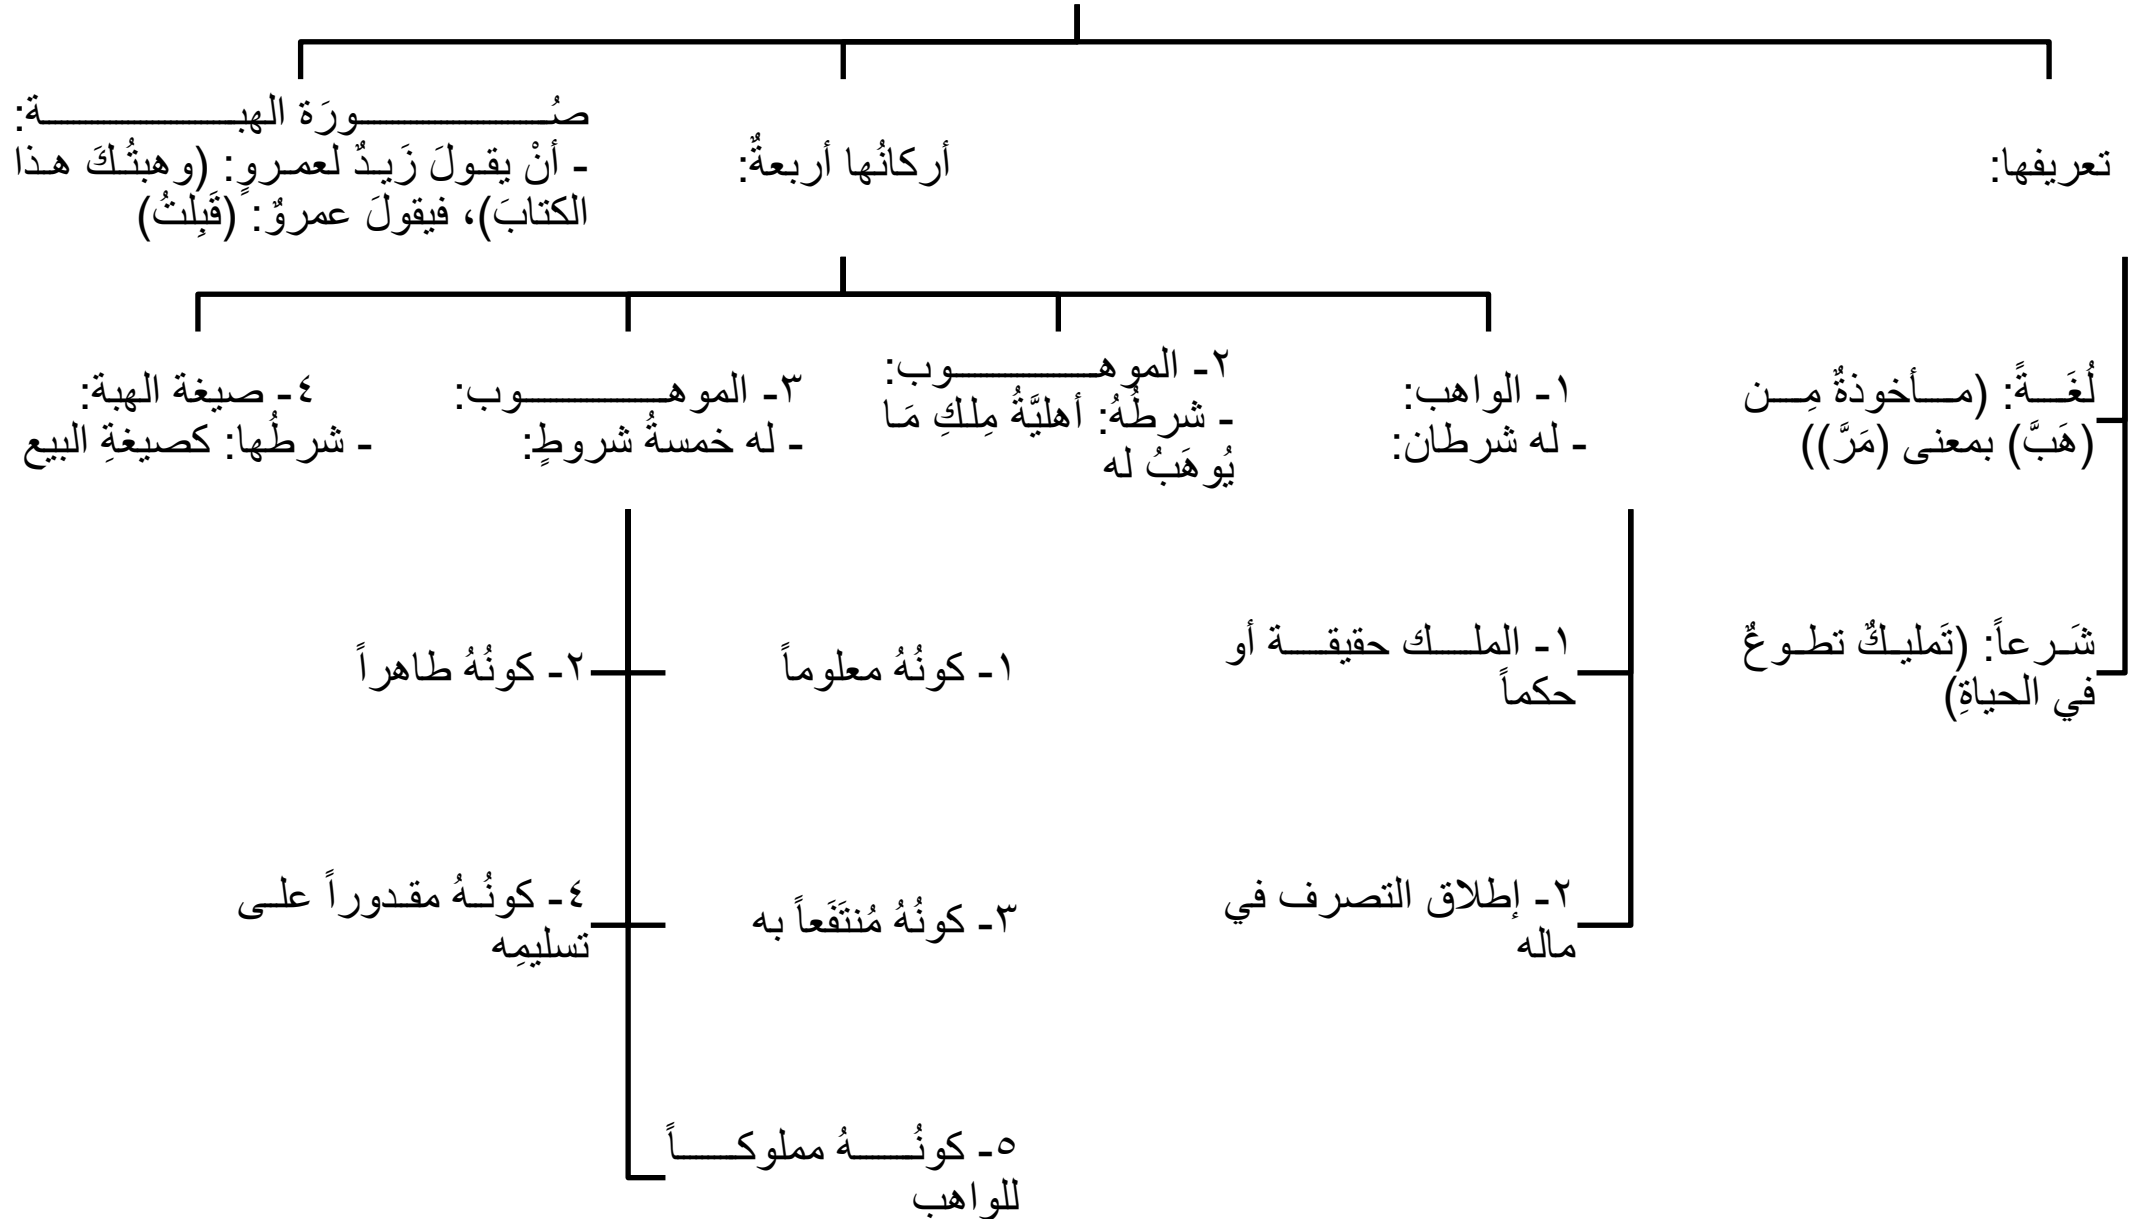 تعريفها:
أركانُها أربعةٌ:
صُورَة الهبة:
- أنْ يقولَ زَيدٌ لعمروٍ: (وهبتُكَ هذا
الكتابَ)، فيقولَ عمروٌ: (قَبِلتُ)
لُغَةً: (مأخوذةٌ مِن
(هَبَّ) بمعنى (مَرَّ))
شَرعاً: (تَمليكٌ تطوعٌ
في الحياةِ)
١- الواهب:
- له شرطان:
٢- الموهوب:
- شرطُهُ: أهليَّةُ مِلكِ مَا
يُوهَبُ له
٣- الموهوب:
- له خمسةُ شروطٍ:
٤- صيغة الهبة:
- شرطُها: كصيغةِ البيع
١- الملك حقيقة أو
حكماً
٢- إطلاق التصرف في
ماله
١- كونُهُ معلوماً
٢- كونُهُ طاهراً
٣- كونُهُ مُنتَفَعاً به
٤- كونُهُ مقدوراً على
تسليمِه
٥- كونُهُ مملوكاً
للواهب